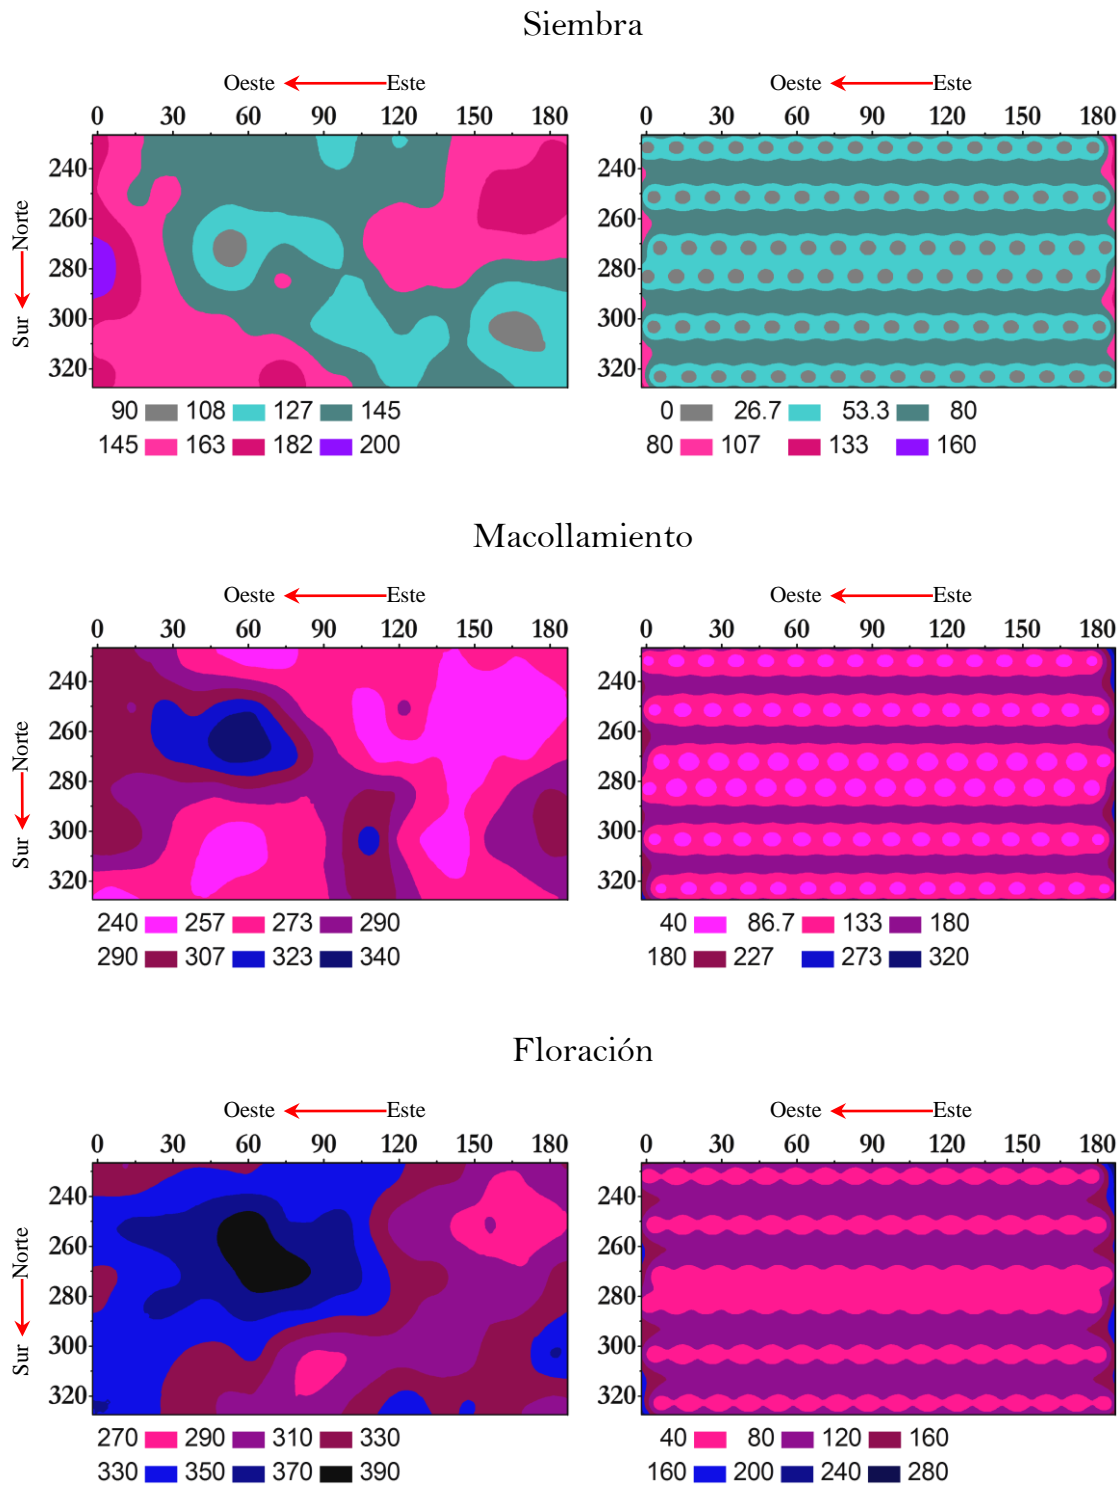 Siembra
Oeste Este Oeste Este
0 30 60 90 120 150 180 0 30 60 90 120 150 180
240 240
260 260
280 280
300 300
320 320
Norte
Sur
90 108 127 145 0 26.7 53.3 80
145 163 182 200 80 107 133 160
Macollamiento
Oeste Este Oeste Este
0 30 60 90 120 150 180 0 30 60 90 120 150 180
240 240
260 260
280 280
300 300
320 320
Norte
Sur
240 257 273 290 40 86.7 133 180
290 307 323 340 180 227 273 320
Floración
Oeste Este Oeste Este
0 30 60 90 120 150 180 0 30 60 90 120 150 180
240 240
260 260
280 280
300 300
320 320
Norte
Sur
270 290 310 330 40 80 120 160
330 350 370 390 160 200 240 280